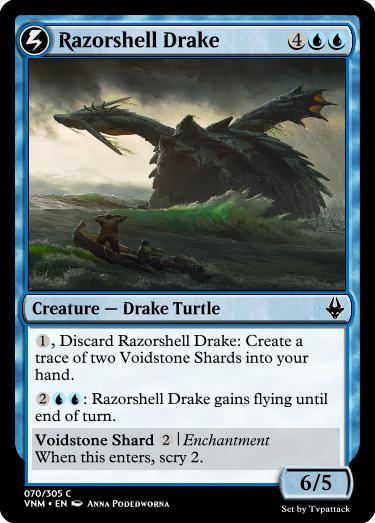 Razorshell Drake 4UU
Creature — Drake Turtle
1, Discard Razorshell Drake: Create a
trace of two Voidstone Shards into your
hand.
2UU: Razorshell Drake gains flying until
end of turn.
Voidstone Shard 2 | Enchantment
When this enters, scry 2.
6/5
070/305 C
VNM • EN Anna Podedworna
Set by Tvpattack